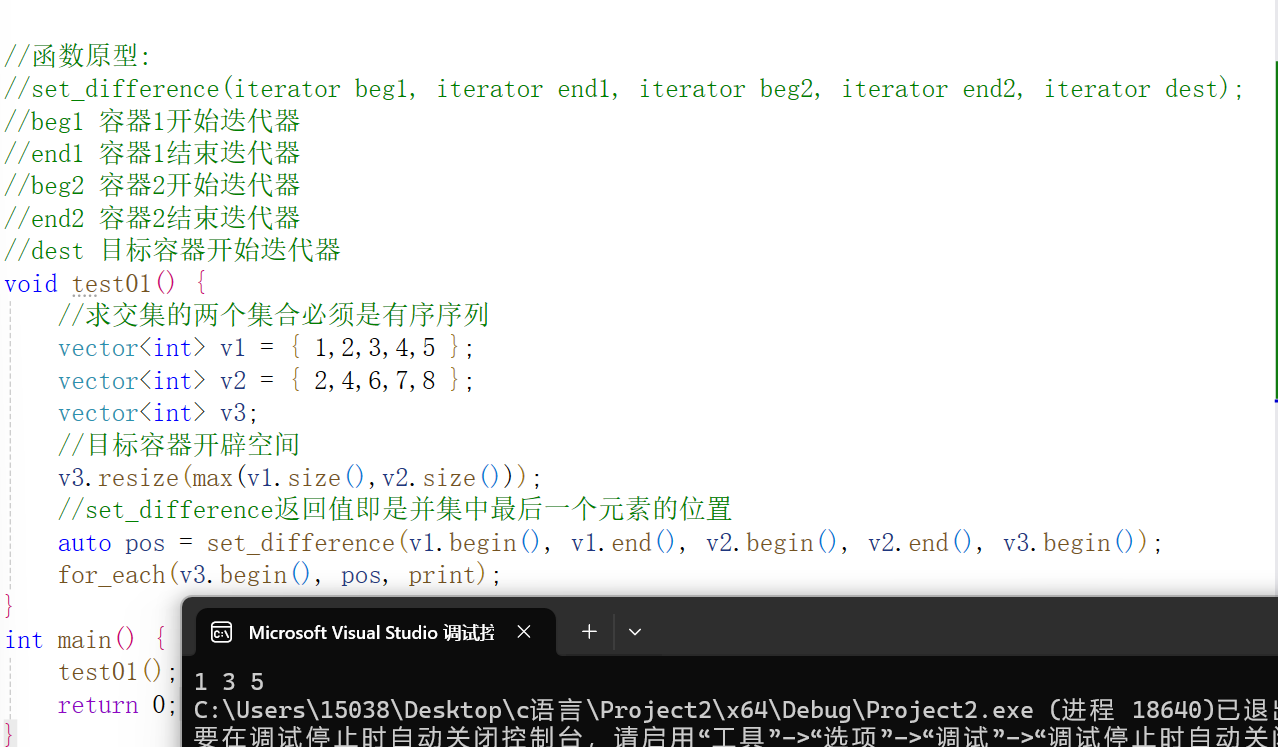 //函数原型:
//set_difference(iterator beg1, iterator end1, iterator beg2, iterator end2, iterator dest);
//beg1 容器1开始迭代器
//end1 容器1结束迭代器
//beg2 容器2开始迭代器
//end2 容器2结束迭代器
//dest 目标容器开始迭代器
void test01() {
//求交集的两个集合必须是有序序列
vector<int> v1 = { 1,2,3,4,5 };
vector<int> v2 = { 2,4,6,7,8 };
vector<int> v3;
//目标容器开辟空间
v3.resize(max(v1.size(),v2.size()));
//set_difference返回值即是并集中最后一个元素的位置
auto pos = set_difference(v1.begin(), v1.end(), v2.begin(), v2.end(), v3.begin());
for_each(v3.begin(), pos, print);
}
int main() {
test01();
return 0;
}
Microsoft Visual Studio 调试控
1 3 5
C:\Users\15038\Desktop\c语言\Project2\x64\Debug\Project2.exe (进程 18640)已退出
要在调试停止时自动关闭控制台，请启用“工具”->“选项”->“调试”->“调试停止时自动关闭